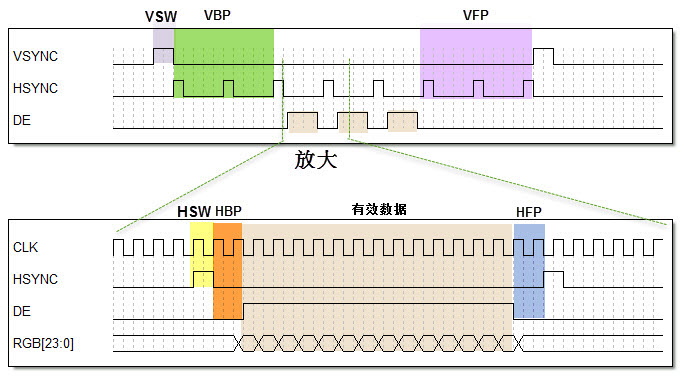 VSW VBP VFP
VSYNC
HSYNC
DE
放大
HSW HBP 有效数据 HFP
CLK
HSYNC
DE
RGB[23:0]